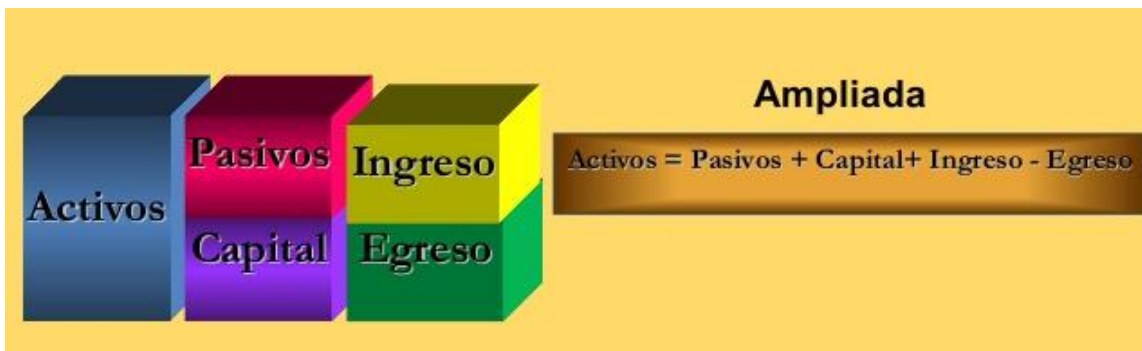 Activos
Pasivos
Capital
Ingreso
Egreso
Ampliada
Activos = Pasivos + Capital+ Ingreso - Egreso